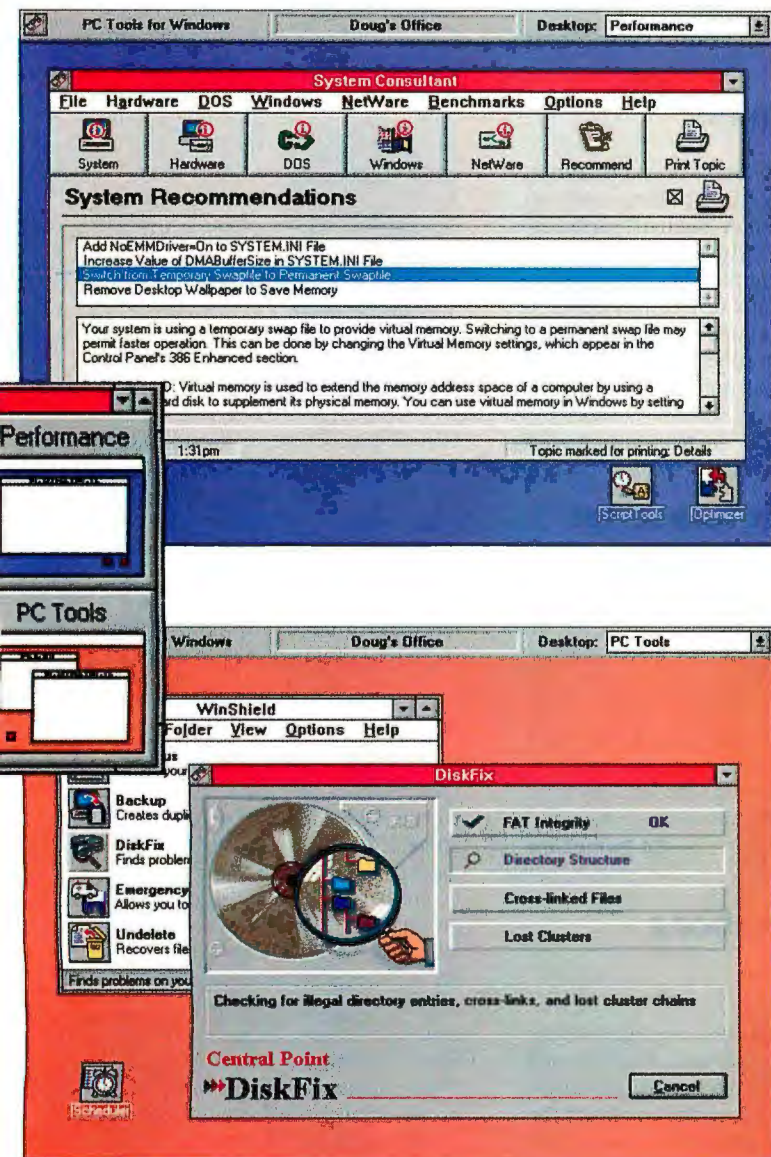 PC Tools for Windows Doug's Office Desktop: Performance
System Consultant
File Hardware DOS Windows NetWare Benchmarks Options Help
System Hardware DOS Windows NetWare Recommend Print Topic
System Recommendations
Add NoEMMDriver=On to SYSTEM.INI File
Increase Value of DMABufferSize in SYSTEM.INI File
Switch from Temporary Swapfile to Permanent Swapfile
Remove Desktop Wallpaper to Save Memory
Your system is using a temporary swap file to provide virtual memory. Switching to a permanent swap file may
permit faster operation. This can be done by changing the Virtual Memory settings, which appear in the
Control Panel's 386 Enhanced section.
D: Virtual memory is used to extend the memory address space of a computer by using a
ard disk to supplement its physical memory. You can use virtual memory in Windows by setting
1:31pm Topic marked for printing: Details
ScriptTools Optimizer
Performance
PC Tools
Windows Doug's Office Desktop: PC Tools
WinShield
Folder View Options Help
us
your
Backup
Creates dupli
DiskFix
Finds problem
Emergency
Allows you to
Undelete
Recovers file
Finds problems on you
Scheduler
DiskFix
FAT Integrity OK
Directory Structure
Cross-linked Files
Lost Clusters
Checking for illegal directory entries, cross-links, and lost cluster chains
Central Point
DiskFix
Cancel